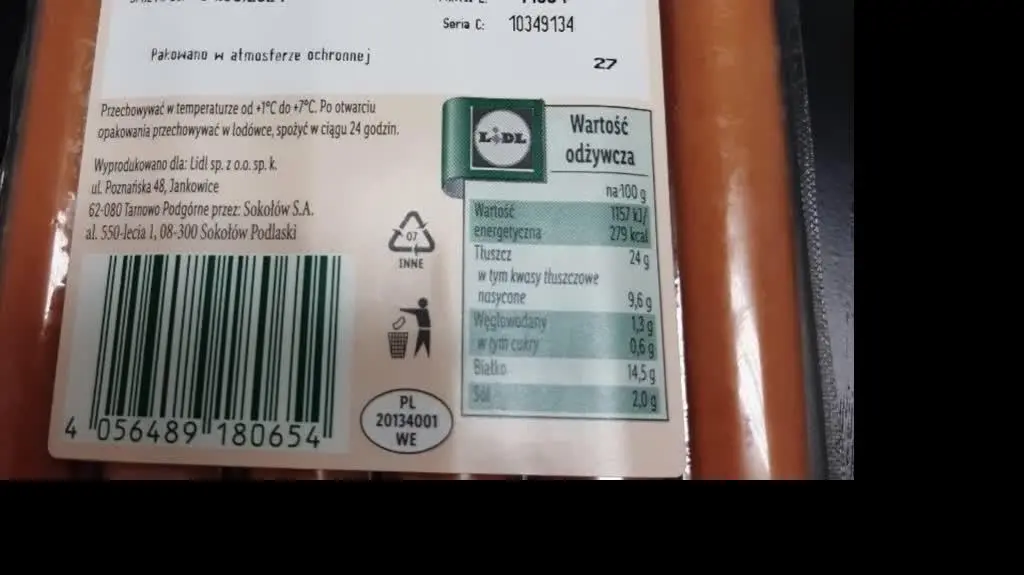 Seria C: 10349134
Pakowano w atmosferze ochronnej
27
Przechowywać w temperaturze od +1°C do +7°C. Po otwarciu
opakowania przechowywać w lodówce, spożyć w ciągu 24 godzin.
Wyprodukowano dla: Lidl sp. z o.o. sp. k.
ul. Poznańska 48, Jankowice
62-080 Tarnowo Podgórne przez: Sokołów S.A.
al. 550-lecia 1, 08-300 Sokołów Podlaski
07
INNE
4 056489 180654
PL
20134001
WE
LIDL
Wartość
odżywcza
na 100 g
Wartość 1157 kJ/
energetyczna 279 kcal
Tłuszcz 24 g
w tym kwasy tłuszczowe
nasycone 9,6 g
Węglowodany 1,3 g
w tym cukry 0,6 g
Białko 14,5 g
Sól 2,0 g